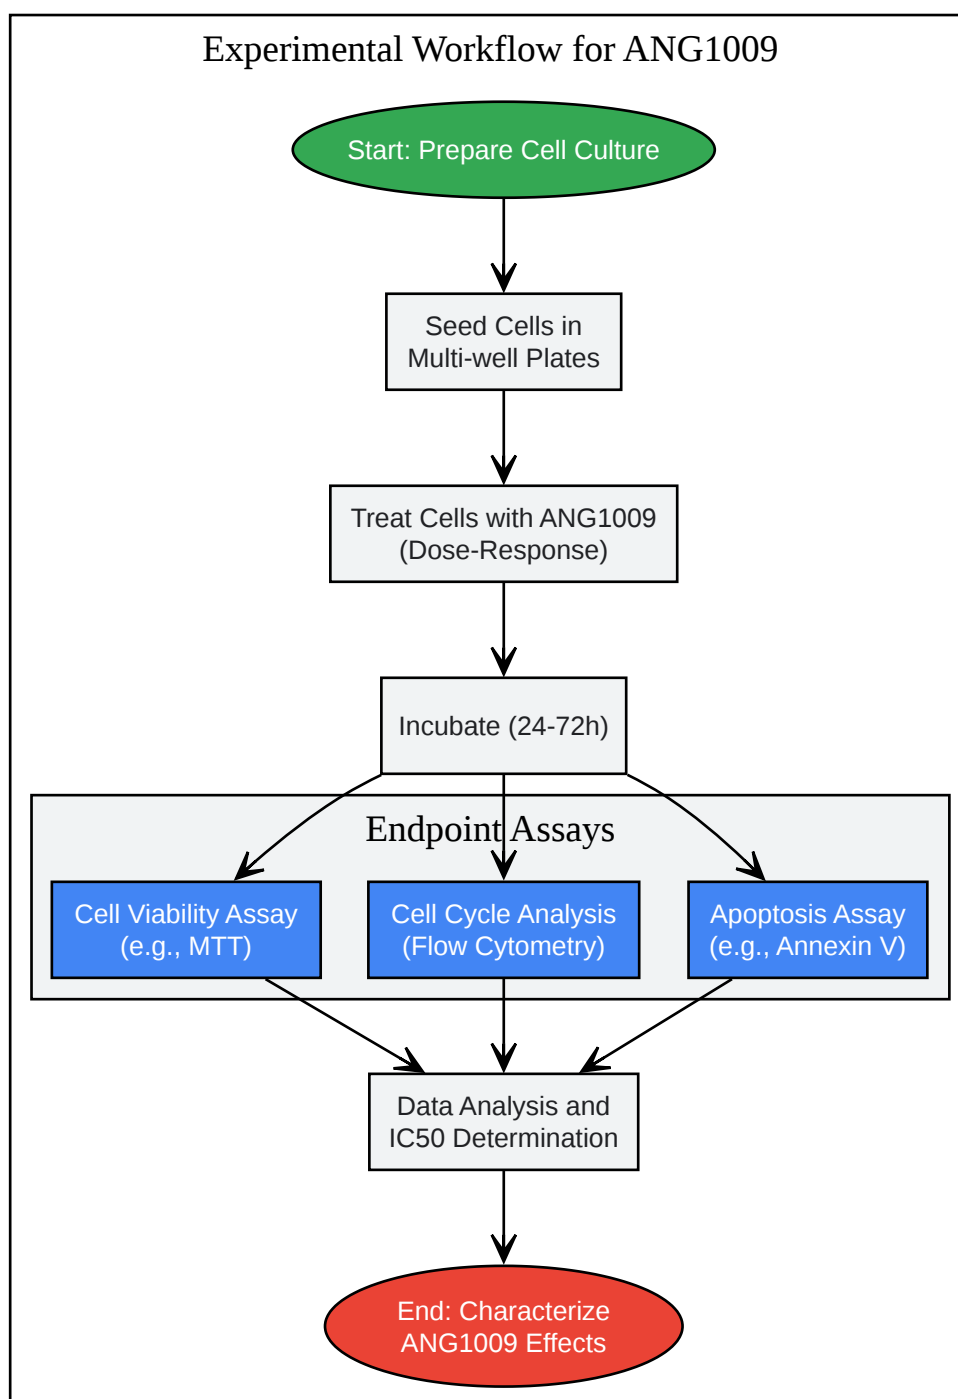 Experimental Workflow for ANG1009
Start: Prepare Cell Culture
Seed Cells in
Multi-well Plates
Treat Cells with ANG1009
(Dose-Response)
Incubate (24-72h)
Endpoint Assays
Cell Viability Assay
(e.g., MTT)
Cell Cycle Analysis
(Flow Cytometry)
Apoptosis Assay
(e.g., Annexin V)
Data Analysis and
IC50 Determination
End: Characterize
ANG1009 Effects